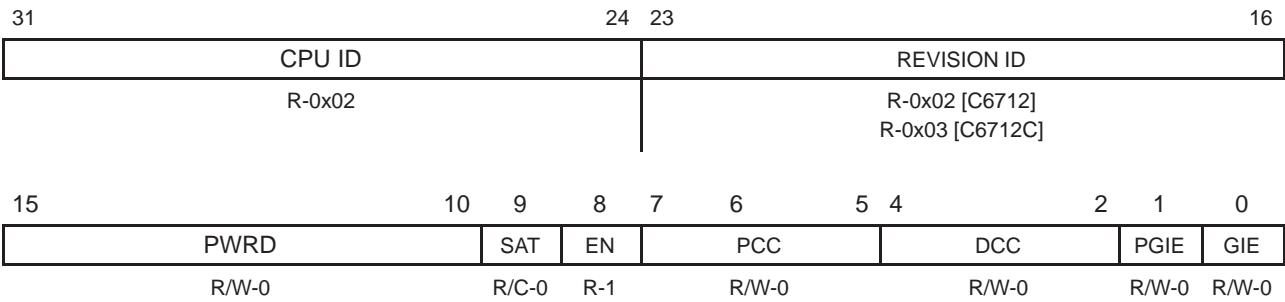 31 24 23 16
CPU ID REVISION ID
R-0x02 R-0x02 [C6712]
R-0x03 [C6712C]
15 10 9 8 7 6 5 4 2 1 0
PWRD SAT EN PCC DCC PGIE GIE
R/W-0 R/C-0 R-1 R/W-0 R/W-0 R/W-0 R/W-0